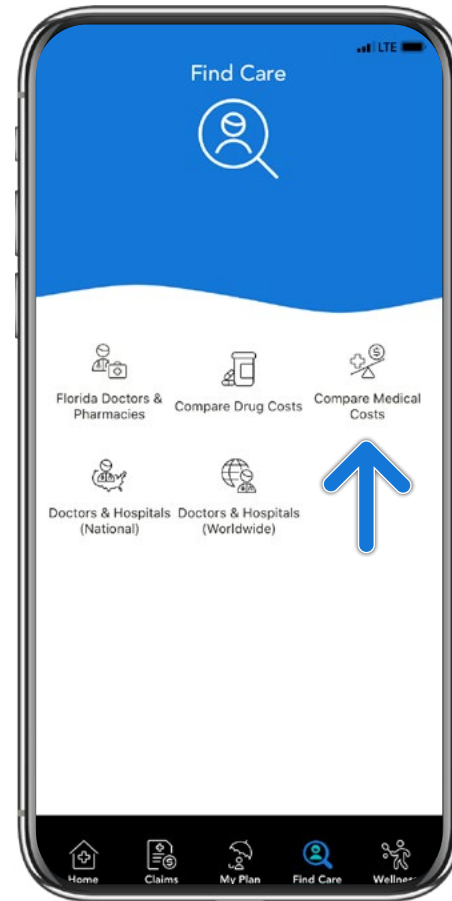 LTE
Find Care
Florida Doctors &
Pharmacies
Compare Drug Costs
Compare Medical
Costs
Doctors & Hospitals
(National)
Doctors & Hospitals
(Worldwide)
Home
Claims
My Plan
Find Care
Wellness